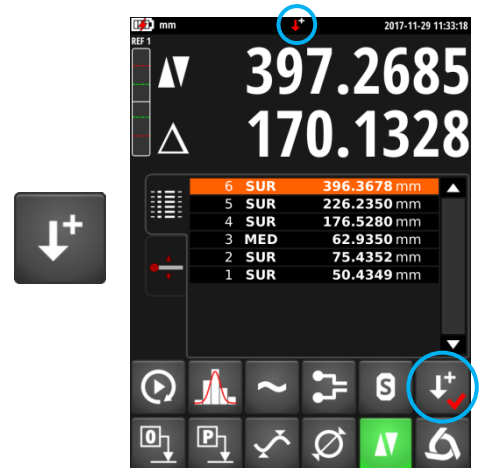 mm 2017-11-29 11:33:18
REF 1
397.2685
170.1328
6 SUR 396.3678 mm
5 SUR 226.2350 mm
4 SUR 176.5280 mm
3 MED 62.9350 mm
2 SUR 75.4352 mm
1 SUR 50.4349 mm
S
0 P